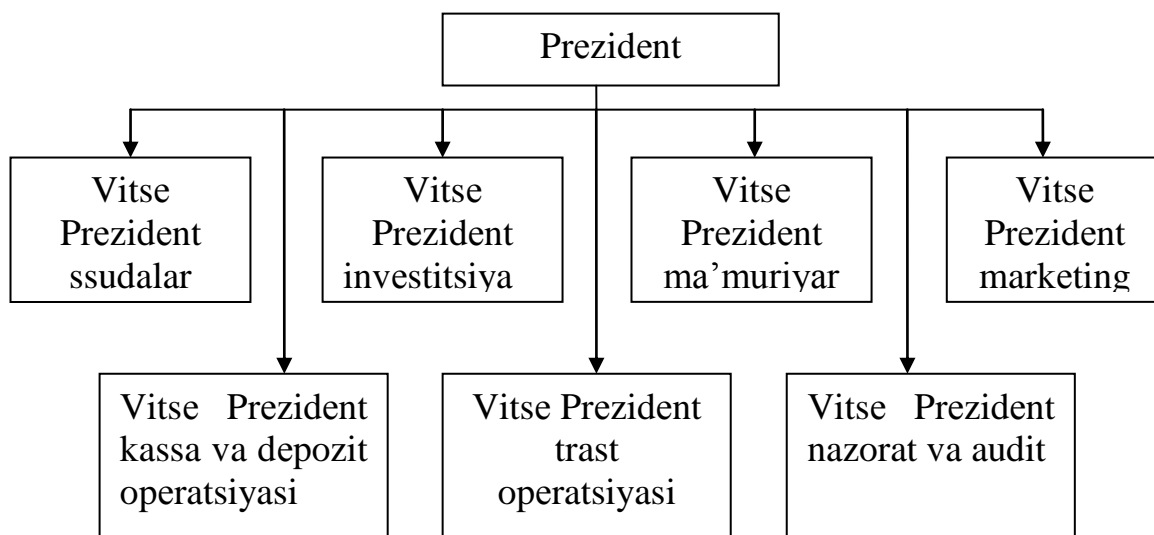 Prezident
Vitse
Prezident
ssudalar
Vitse
Prezident
investitsiya
Vitse
Prezident
ma’muriyar
Vitse
Prezident
marketing
Vitse Prezident
kassa va depozit
operatsiyasi
Vitse Prezident
trast
operatsiyasi
Vitse Prezident
nazorat va audit